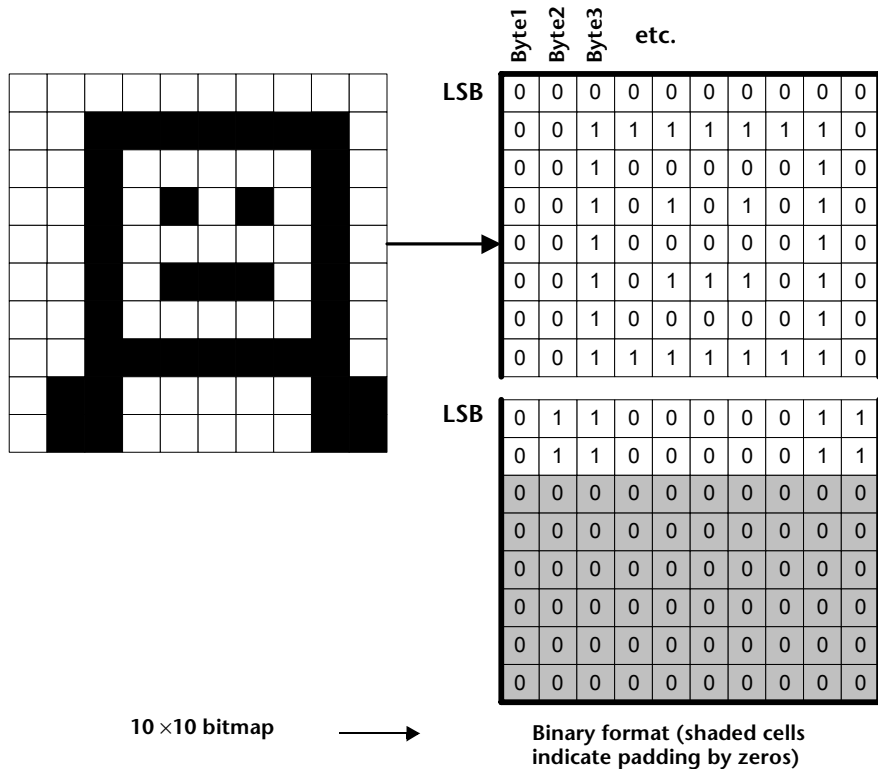 Byte1 Byte2 Byte3 etc.
LSB 0 0 0 0 0 0 0 0 0 0
0 0 1 1 1 1 1 1 1 0
0 0 1 0 0 0 0 0 1 0
0 0 1 0 1 0 1 0 1 0
0 0 1 0 0 0 0 0 1 0
0 0 1 0 1 1 1 0 1 0
0 0 1 0 0 0 0 0 1 0
0 0 1 1 1 1 1 1 1 0
LSB 0 1 1 0 0 0 0 0 1 1
0 1 1 0 0 0 0 0 1 1
0 0 0 0 0 0 0 0 0 0
0 0 0 0 0 0 0 0 0 0
0 0 0 0 0 0 0 0 0 0
0 0 0 0 0 0 0 0 0 0
0 0 0 0 0 0 0 0 0 0
0 0 0 0 0 0 0 0 0 0
10 ×10 bitmap
Binary format (shaded cells
indicate padding by zeros)